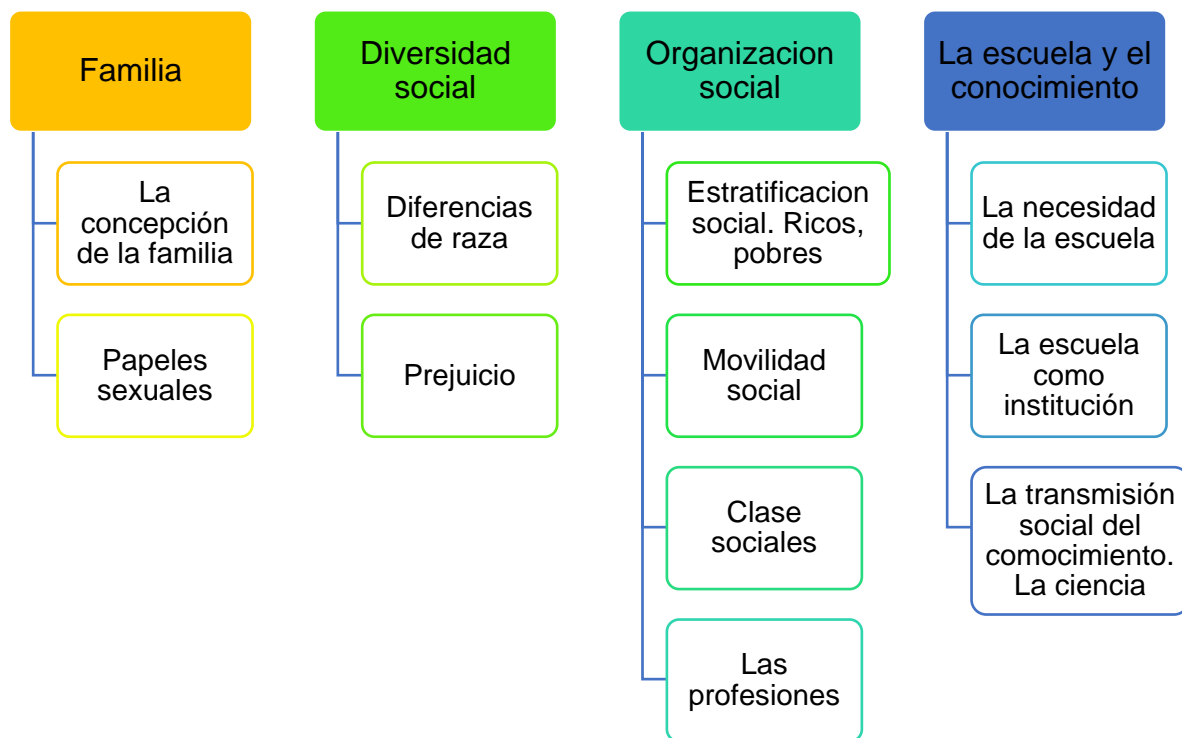 Familia
La
concepción
de la familia
Papeles
sexuales
Diversidad
social
Diferencias
de raza
Prejuicio
Organizacion
social
Estratificacion
social. Ricos,
pobres
Movilidad
social
Clase
sociales
Las
profesiones
La escuela y el
conocimiento
La necesidad
de la escuela
La escuela
como
institución
La transmisión
social del
comocimiento.
La ciencia